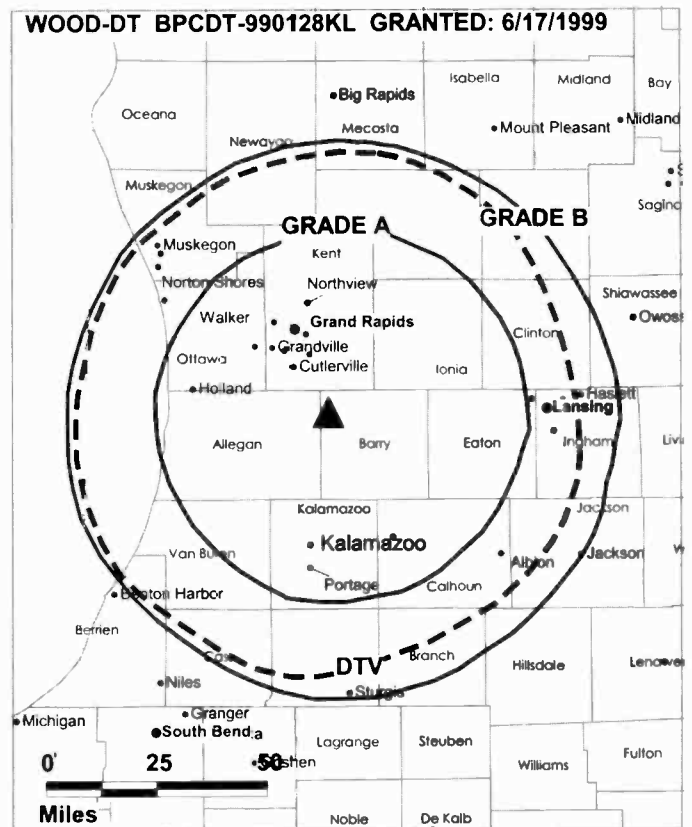 WOOD-DT BPCDT-990128KL GRANTED: 6/17/1999
Isabella
Midland
Bay
Big Rapids
Oceana
Midland
Mecosta
Mount Pleasant
Newaygo
Muskegon
Sagin
GRADE A
GRADE B
Muskegon
Kent
Norton Shores
Northview
Shiawassee
Walker
Grand Rapids
Owos
Clinton
Grandville
Ottawa
Cutlerville
Ionia
Holland
Haslett
Lansing
Allegan
Barry
Eaton
Ingham
Livi
Kalamazoo
Jackson
Kalamazoo
Van Buren
Albion
Jackson
Portage
Calhoun
Benton Harbor
Berrien
Cass
DTV
Branch
Hillsdale
Lenawe
Niles
Sturgis
Granger
Michigan
South Bend
Lagrange
Steuben
Fulton
Williams
0 25 50
Miles
Noble
De Kalb